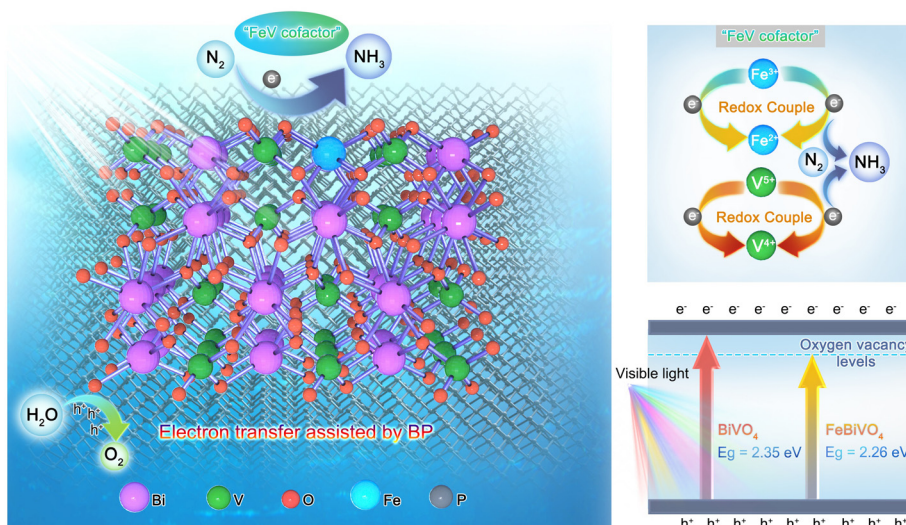 "FeV cofactor"
N₂
NH₃
e⁻
H₂O
h⁺
h⁺
h⁺
O₂
Electron transfer assisted by BP
Bi
V
O
Fe
P
"FeV cofactor"
Fe³⁺
e⁻
Redox Couple
e⁻
Fe²⁺
N₂
NH₃
V⁵⁺
e⁻
Redox Couple
e⁻
V⁴⁺
e⁻ e⁻ e⁻ e⁻ e⁻ e⁻ e⁻ e⁻ e⁻
Oxygen vacancy
levels
Visible light
BiVO₄
Eg = 2.35 eV
FeBiVO₄
Eg = 2.26 eV
h⁺ h⁺ h⁺ h⁺ h⁺ h⁺ h⁺ h⁺ h⁺